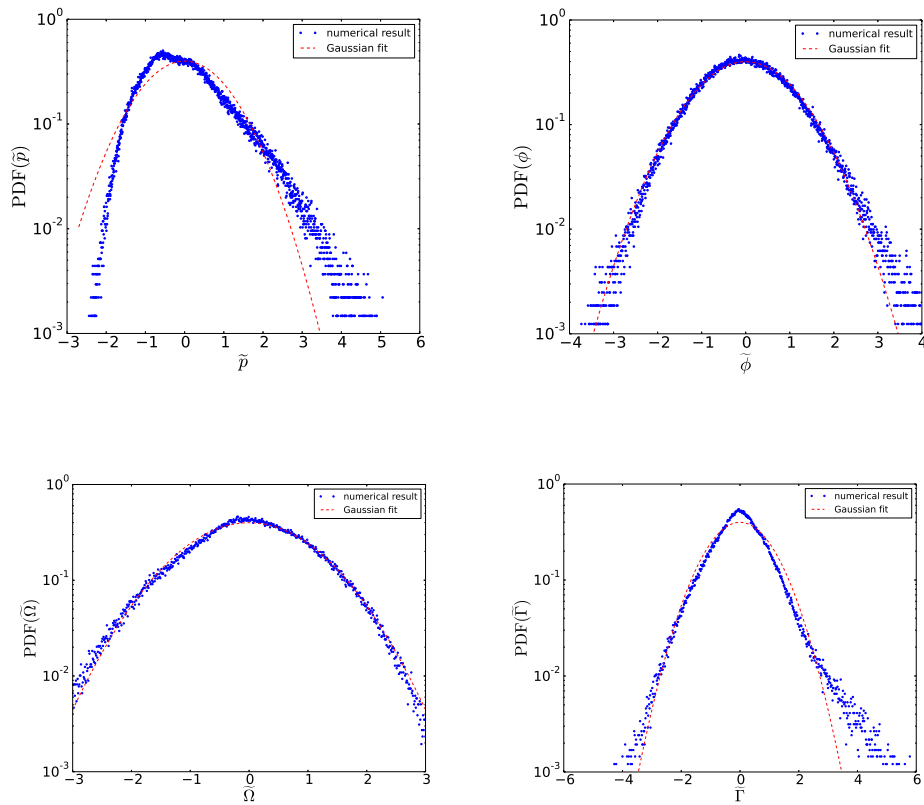 10^0
10^-1
10^-2
10^-3
PDF(p̃)
numerical result
Gaussian fit
−3 −2 −1 0 1 2 3 4 5 6
p̃
10^0
10^-1
10^-2
10^-3
PDF(ϕ̃)
numerical result
Gaussian fit
−4 −3 −2 −1 0 1 2 3 4
ϕ̃
10^0
10^-1
10^-2
10^-3
PDF(Ω̃)
numerical result
Gaussian fit
−3 −2 −1 0 1 2 3
Ω̃
10^0
10^-1
10^-2
10^-3
PDF(Γ̃)
numerical result
Gaussian fit
−6 −4 −2 0 2 4 6
Γ̃